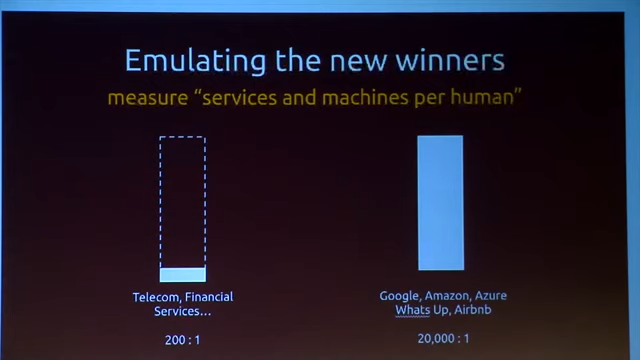 Emulating the new winners
measure "services and machines per human"
Telecom, Financial
Services...
200 : 1
Google, Amazon, Azure
Whats Up, Airbnb
20,000 : 1